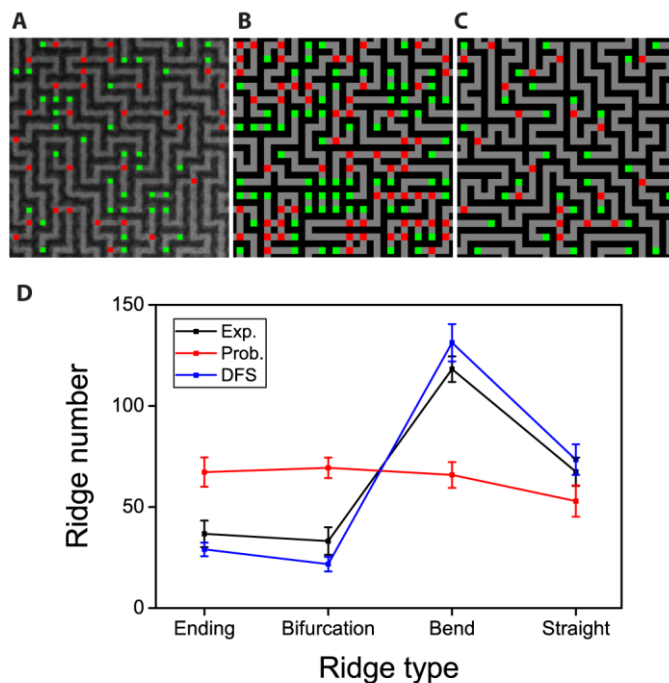 A
B
C
D
150
100
50
0
Ridge number
Exp.
Prob.
DFS
Ending
Bifurcation
Bend
Straight
Ridge type